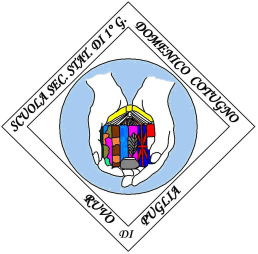 SCUOLA SEC. STAT. DI 1° G.
DOMENICO COTUGNO
RUVO
DI
PUGLIA